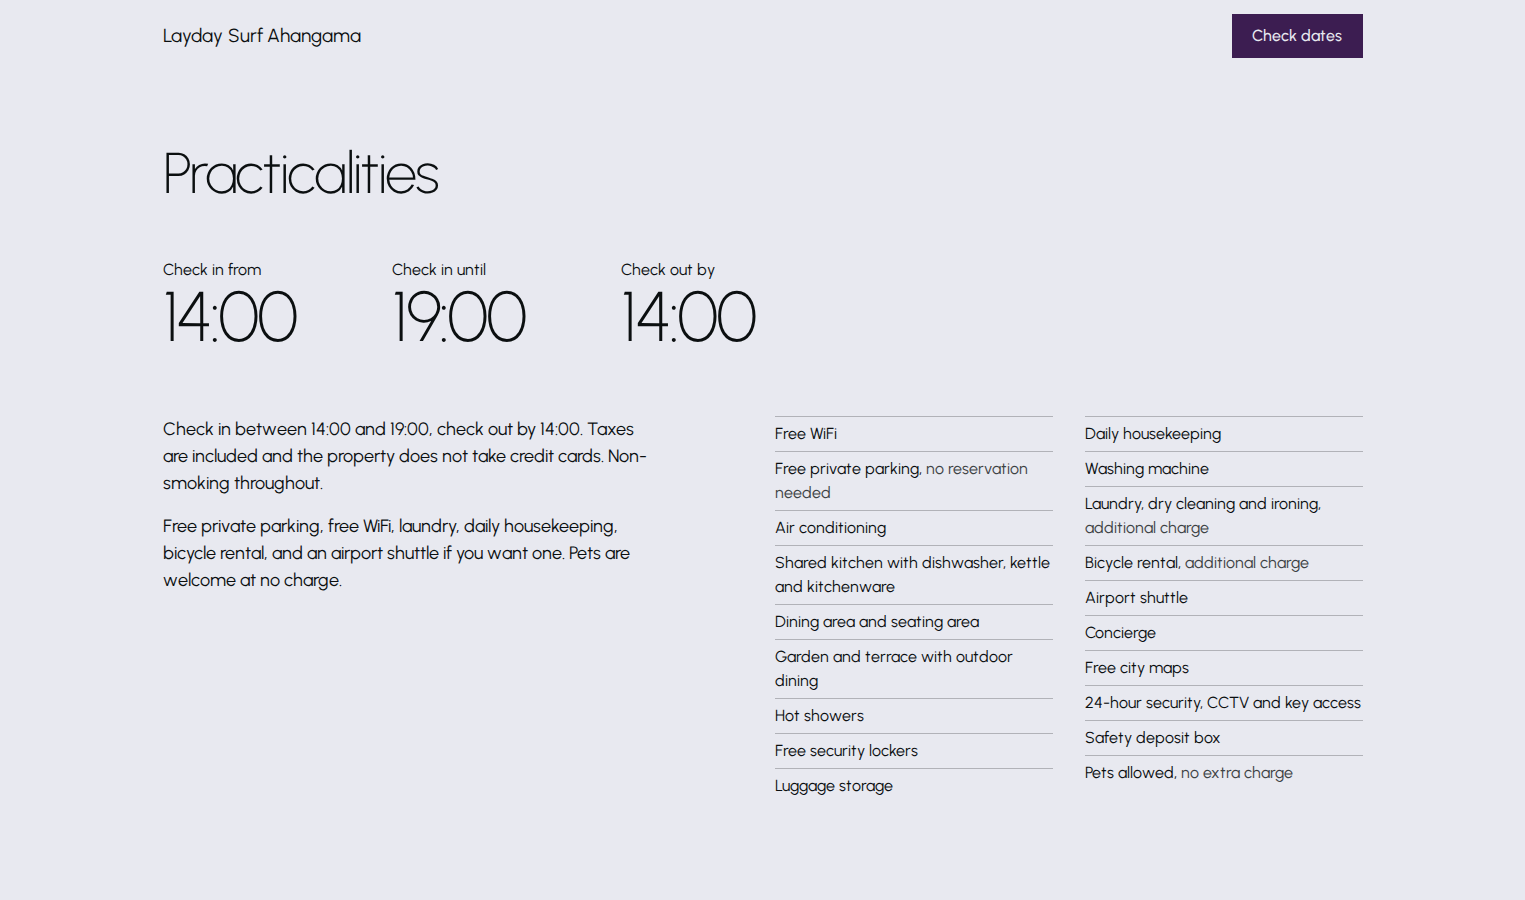 Layday Surf Ahangama
Check dates
Practicalities
Check in from
14:00
Check in until
19:00
Check out by
14:00
Check in between 14:00 and 19:00, check out by 14:00. Taxes
are included and the property does not take credit cards. Non-
smoking throughout.
Free private parking, free WiFi, laundry, daily housekeeping,
bicycle rental, and an airport shuttle if you want one. Pets are
welcome at no charge.
Free WiFi
Free private parking, no reservation
needed
Air conditioning
Shared kitchen with dishwasher, kettle
and kitchenware
Dining area and seating area
Garden and terrace with outdoor
dining
Hot showers
Free security lockers
Luggage storage
Daily housekeeping
Washing machine
Laundry, dry cleaning and ironing,
additional charge
Bicycle rental, additional charge
Airport shuttle
Concierge
Free city maps
24-hour security, CCTV and key access
Safety deposit box
Pets allowed, no extra charge